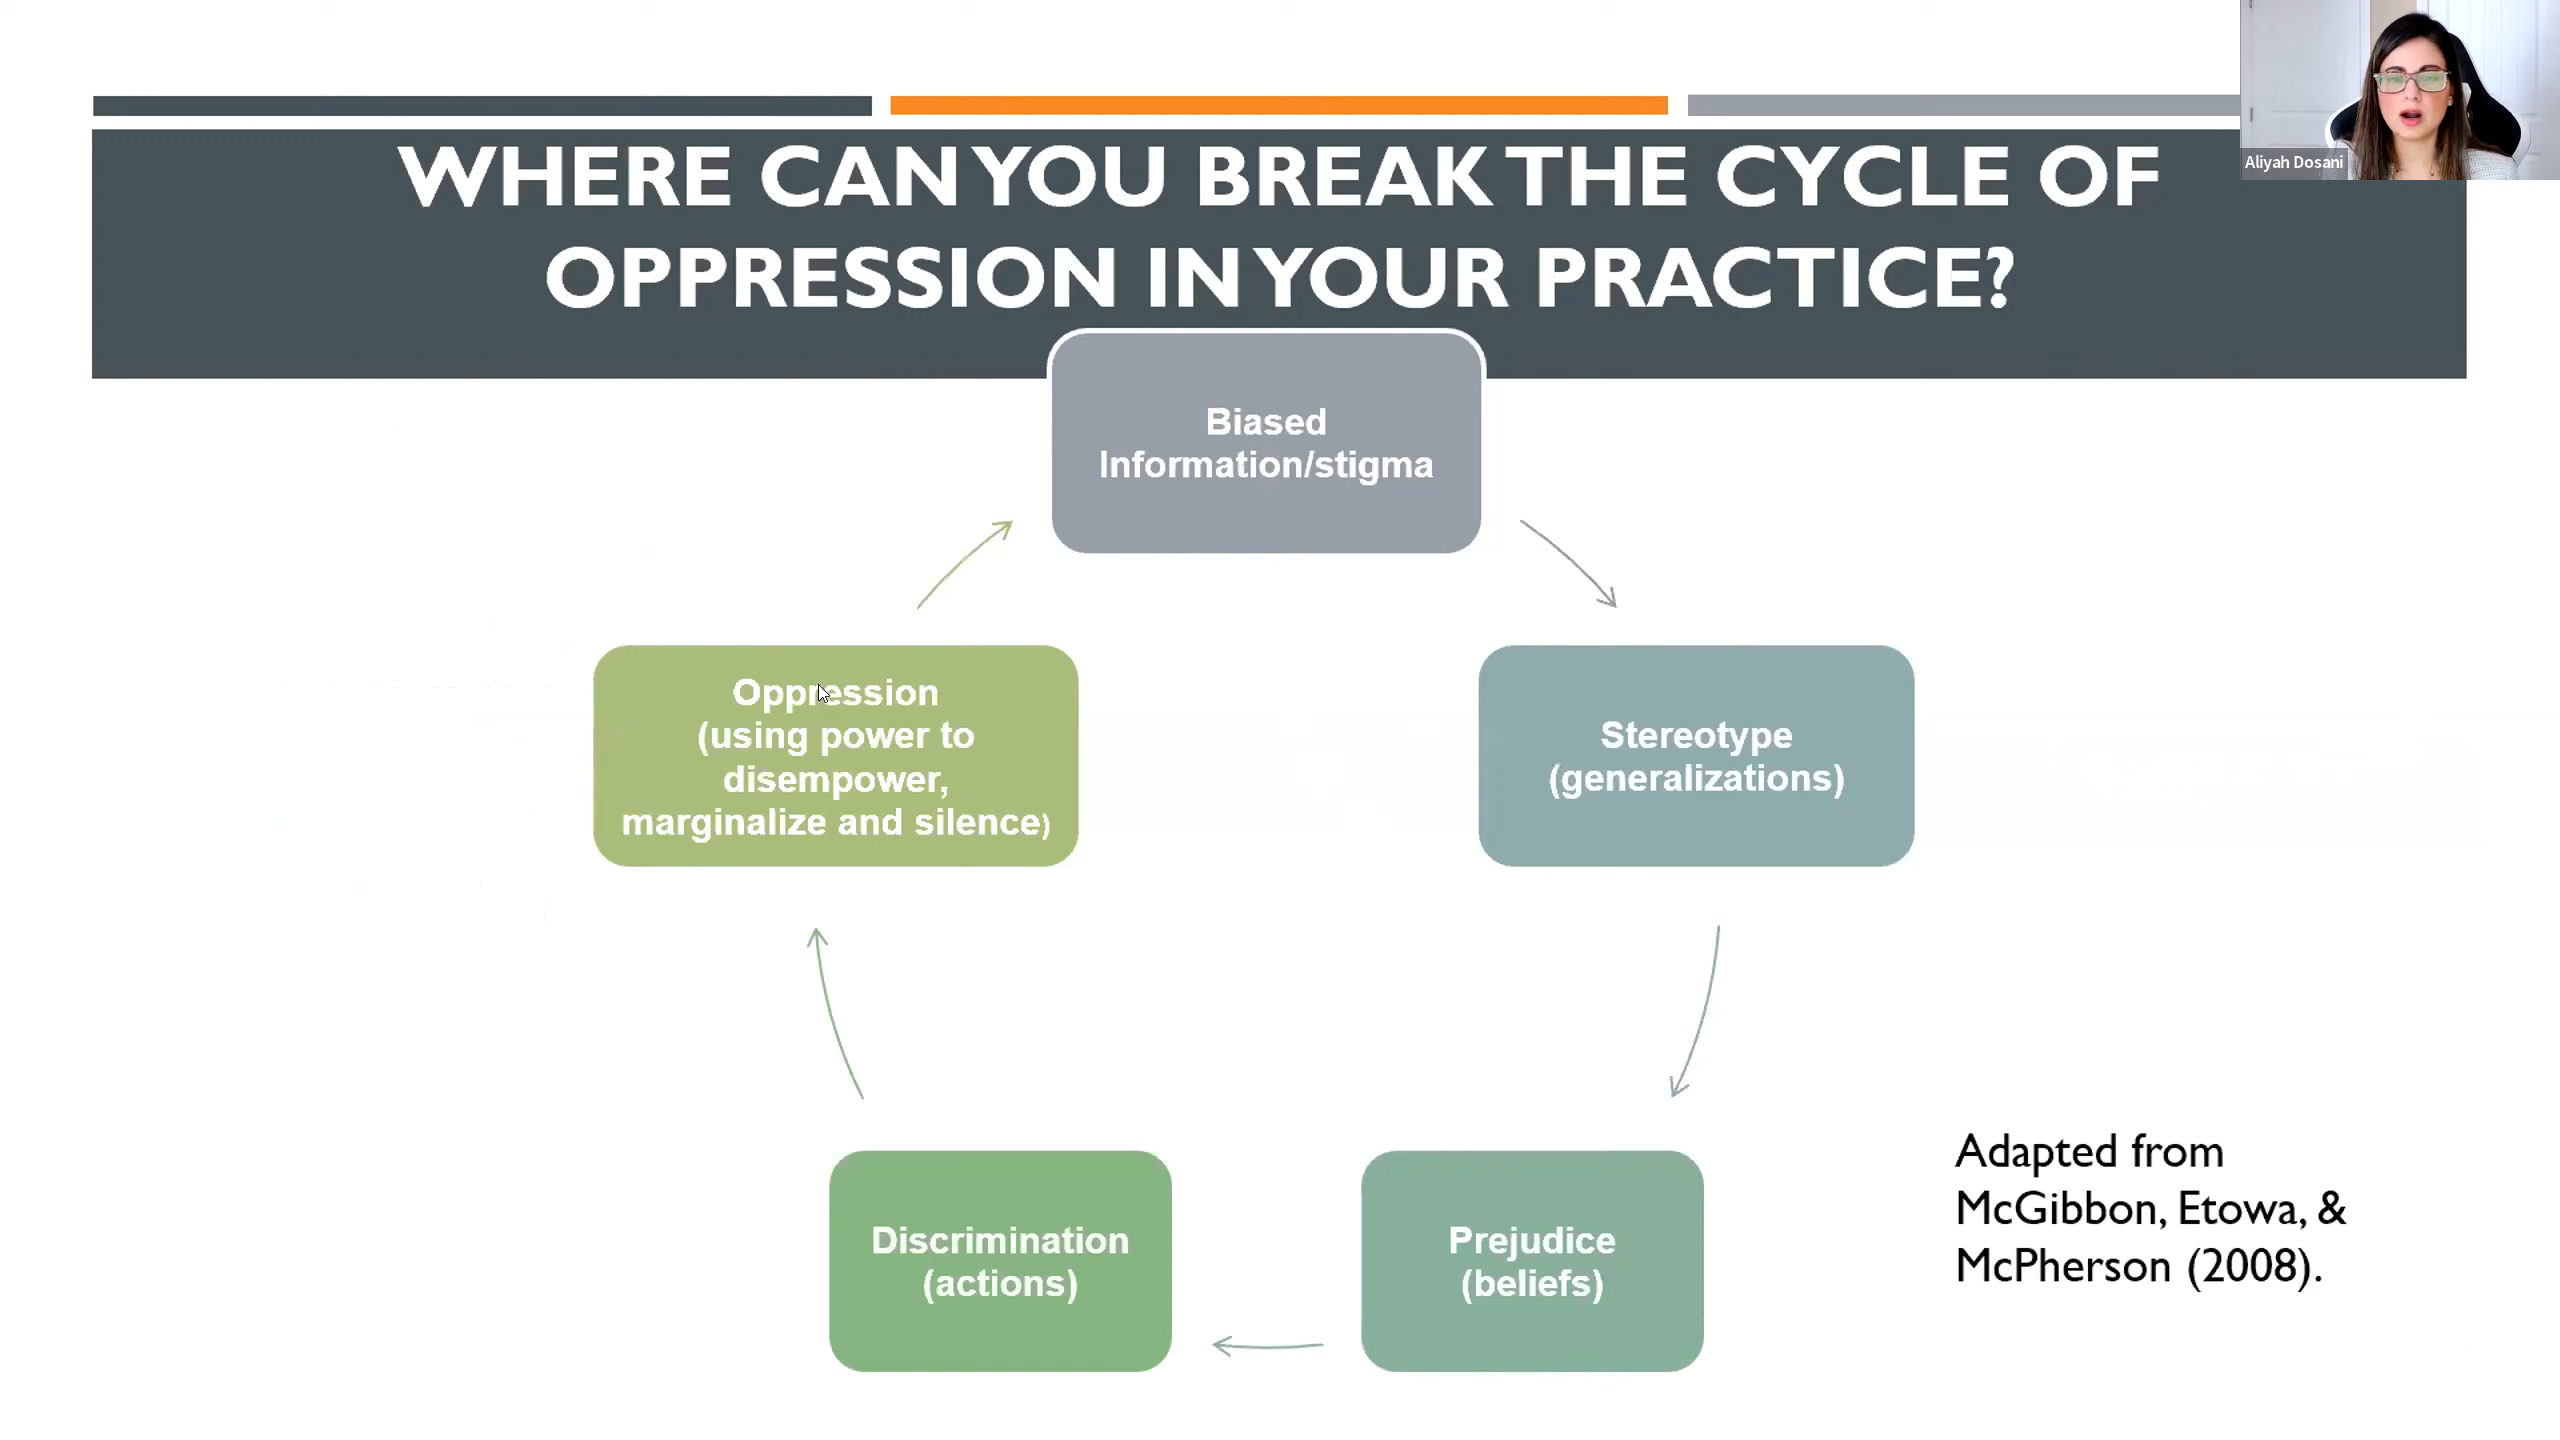 Aliyah Dosani
WHERE CAN YOU BREAK THE CYCLE OF
OPPRESSION IN YOUR PRACTICE?
Biased
Information/stigma
Oppression
(using power to
disempower,
marginalize and silence)
Stereotype
(generalizations)
Discrimination
(actions)
Prejudice
(beliefs)
Adapted from
McGibbon, Etowa, &
McPherson (2008).